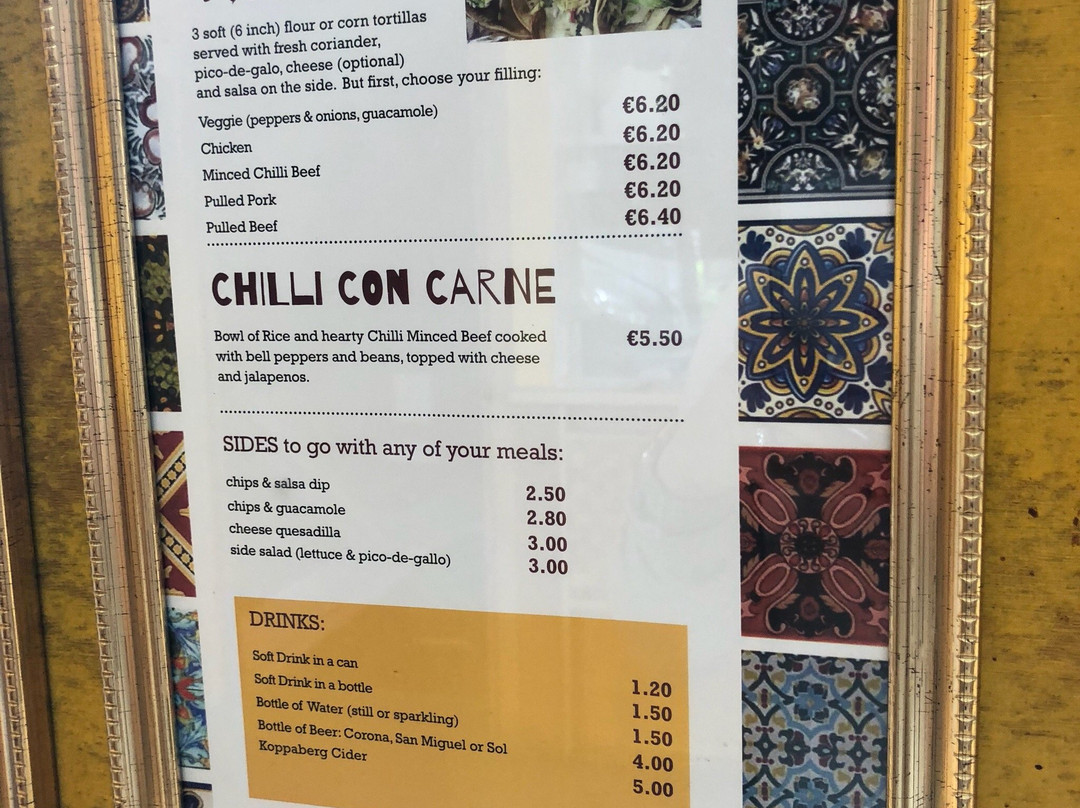 3 soft (6 inch) flour or corn tortillas
served with fresh coriander,
pico-de-galo, cheese (optional)
and salsa on the side. But first, choose your filling:
Veggie (peppers & onions, guacamole) €6.20
Chicken €6.20
Minced Chilli Beef €6.20
Pulled Pork €6.20
Pulled Beef €6.40
CHILLI CON CARNE
Bowl of Rice and hearty Chilli Minced Beef cooked €5.50
with bell peppers and beans, topped with cheese
and jalapenos.
SIDES to go with any of your meals:
chips & salsa dip 2.50
chips & guacamole 2.80
cheese quesadilla 3.00
side salad (lettuce & pico-de-gallo) 3.00
DRINKS:
Soft Drink in a can 1.20
Soft Drink in a bottle 1.50
Bottle of Water (still or sparkling) 1.50
Bottle of Beer: Corona, San Miguel or Sol 4.00
Koppaberg Cider 5.00